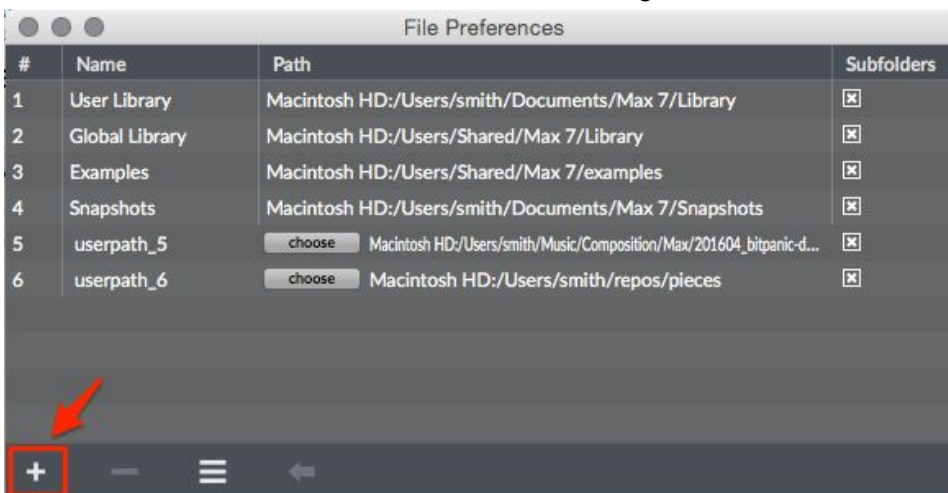 File Preferences
# Name Path Subfolders
1 User Library Macintosh HD:/Users/smith/Documents/Max 7/Library
2 Global Library Macintosh HD:/Users/Shared/Max 7/Library
3 Examples Macintosh HD:/Users/Shared/Max 7/examples
4 Snapshots Macintosh HD:/Users/smith/Documents/Max 7/Snapshots
5 userpath_5 choose Macintosh HD:/Users/smith/Music/Composition/Max/201604_bitpanic-d...
6 userpath_6 choose Macintosh HD:/Users/smith/repos/pieces